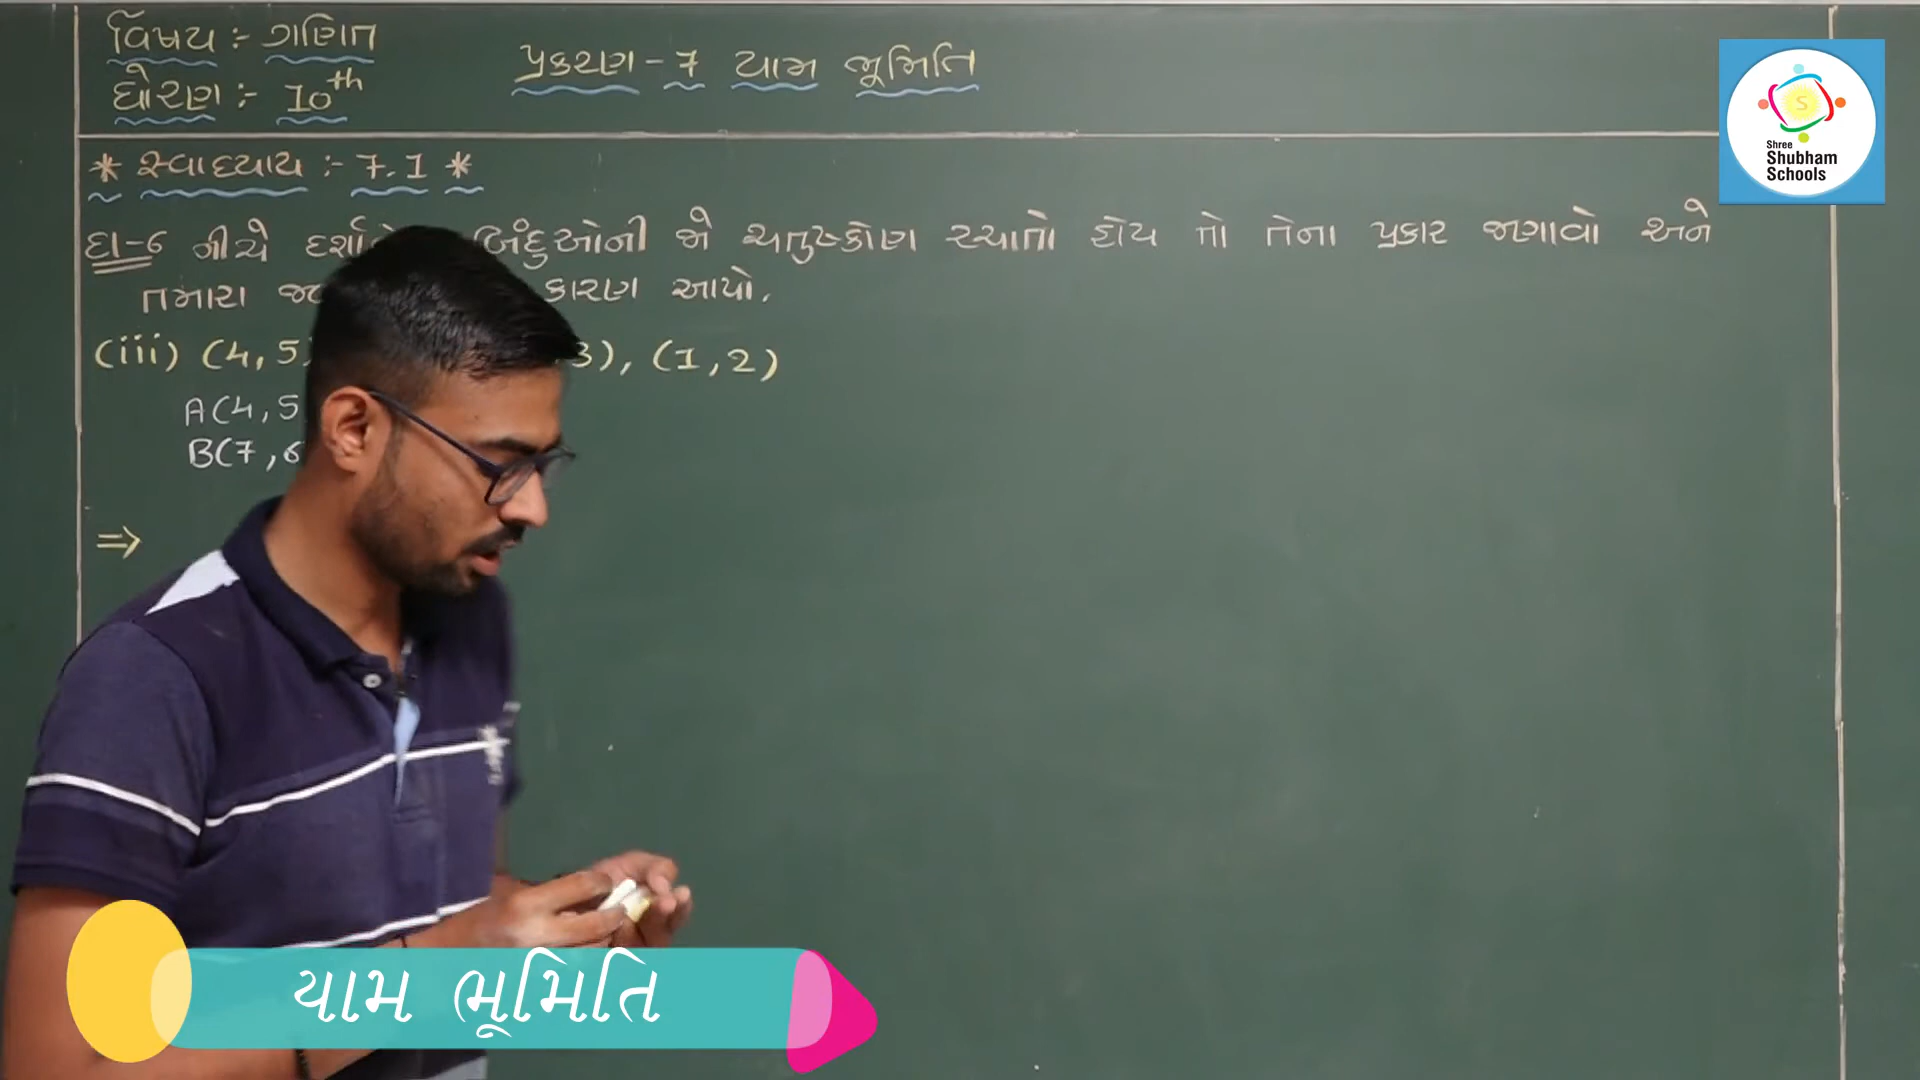 વિષય :- ગણિત
ધોરણ :- 10th
પ્રકરણ - 7 યામ ભૂમિતિ
* સ્વાધ્યાય :- 7.1 *
દા-6 નીચે બિંદુઓની જો ચતુષ્કોણ રચાતો હોય તો તેના પ્રકાર જણાવો અને
તમારા કારણ આપો.
(iii) (4,5 3), (1,2)
A(4,5
B(7,6
⇒
S
Shree
Shubham
Schools
યામ ભૂમિતિ